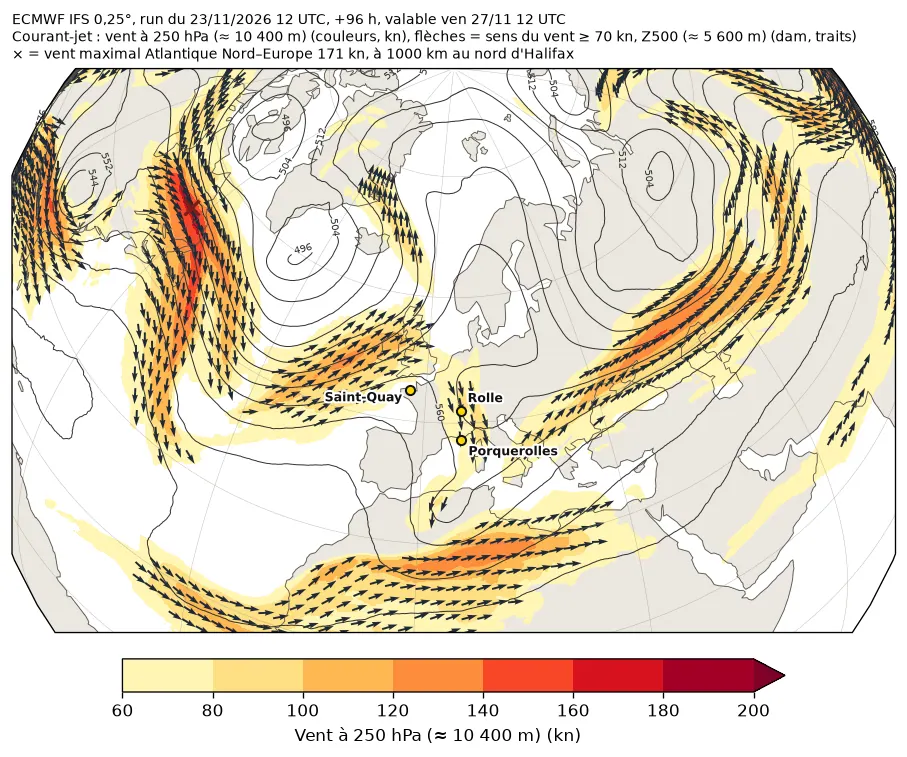 ECMWF IFS 0,25°, run du 23/11/2026 12 UTC, +96 h, valable ven 27/11 12 UTC
Courant-jet : vent à 250 hPa (≈ 10 400 m) (couleurs, kn), flèches = sens du vent ≥ 70 kn, Z500 (≈ 5 600 m) (dam, traits)
× = vent maximal Atlantique Nord–Europe 171 kn, à 1000 km au nord d'Halifax
512
504
496
512
552
504
512
504
544
504
496
Saint-Quay
Rolle
560
Porquerolles
60 80 100 120 140 160 180 200
Vent à 250 hPa (≈ 10 400 m) (kn)